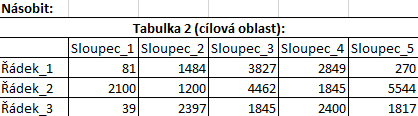 Násobit:
Tabulka 2 (cílová oblast):
Sloupec_1 Sloupec_2 Sloupec_3 Sloupec_4 Sloupec_5
Řádek_1 81 1484 3827 2849 270
Řádek_2 2100 1200 4462 1845 5544
Řádek_3 39 2397 1845 2400 1817